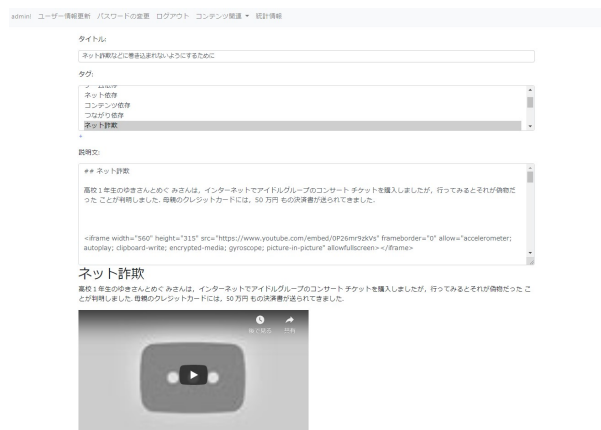 admini ユーザー情報更新 パスワードの変更 ログアウト コンテンツ関連 統計情報
タイトル:
ネット詐欺などに巻き込まれないようにするために
タグ:
ネット依存
コンテンツ依存
つながり依存
ネット詐欺
+
説明文:
## ネット詐欺
高校１年生のゆきさんとめぐ みさんは，インターネットでアイドルグループのコンサート チケットを購入しましたが，行ってみるとそれが偽物だ
った ことが判明しました. 母親のクレジットカードには，50 万円 もの決済書が送られてきました.
<iframe width="560" height="315" src="https://www.youtube.com/embed/0P26mr9zkVs" frameborder="0" allow="accelerometer;
autoplay; clipboard-write; encrypted-media; gyroscope; picture-in-picture" allowfullscreen></iframe>
ネット詐欺
高校１年生のゆきさんとめぐ みさんは，インターネットでアイドルグループのコンサート チケットを購入しましたが，行ってみるとそれが偽物だった こ
とが判明しました. 母親のクレジットカードには，50 万円 もの決済書が送られてきました.
後で見る 共有